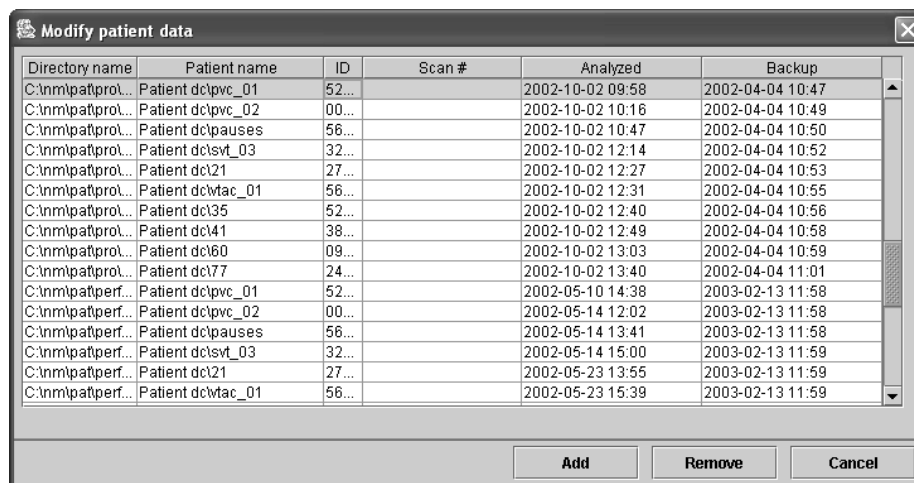 Modify patient data
Directory name Patient name ID Scan # Analyzed Backup
C:\nm\pat\pro\... Patient dc\pvc_01 52... 2002-10-02 09:58 2002-04-04 10:47
C:\nm\pat\pro\... Patient dc\pvc_02 00... 2002-10-02 10:16 2002-04-04 10:49
C:\nm\pat\pro\... Patient dc\pauses 56... 2002-10-02 10:47 2002-04-04 10:50
C:\nm\pat\pro\... Patient dc\svt_03 32... 2002-10-02 12:14 2002-04-04 10:52
C:\nm\pat\pro\... Patient dc\21 27... 2002-10-02 12:27 2002-04-04 10:53
C:\nm\pat\pro\... Patient dc\vtac_01 56... 2002-10-02 12:31 2002-04-04 10:55
C:\nm\pat\pro\... Patient dc\35 52... 2002-10-02 12:40 2002-04-04 10:56
C:\nm\pat\pro\... Patient dc\41 38... 2002-10-02 12:49 2002-04-04 10:58
C:\nm\pat\pro\... Patient dc\60 09... 2002-10-02 13:03 2002-04-04 10:59
C:\nm\pat\pro\... Patient dc\77 24... 2002-10-02 13:40 2002-04-04 11:01
C:\nm\pat\perf... Patient dc\pvc_01 52... 2002-05-10 14:38 2003-02-13 11:58
C:\nm\pat\perf... Patient dc\pvc_02 00... 2002-05-14 12:02 2003-02-13 11:58
C:\nm\pat\perf... Patient dc\pauses 56... 2002-05-14 13:41 2003-02-13 11:58
C:\nm\pat\perf... Patient dc\svt_03 32... 2002-05-14 15:00 2003-02-13 11:59
C:\nm\pat\perf... Patient dc\21 27... 2002-05-23 13:55 2003-02-13 11:59
C:\nm\pat\perf... Patient dc\vtac_01 56... 2002-05-23 15:39 2003-02-13 11:59
Add Remove Cancel